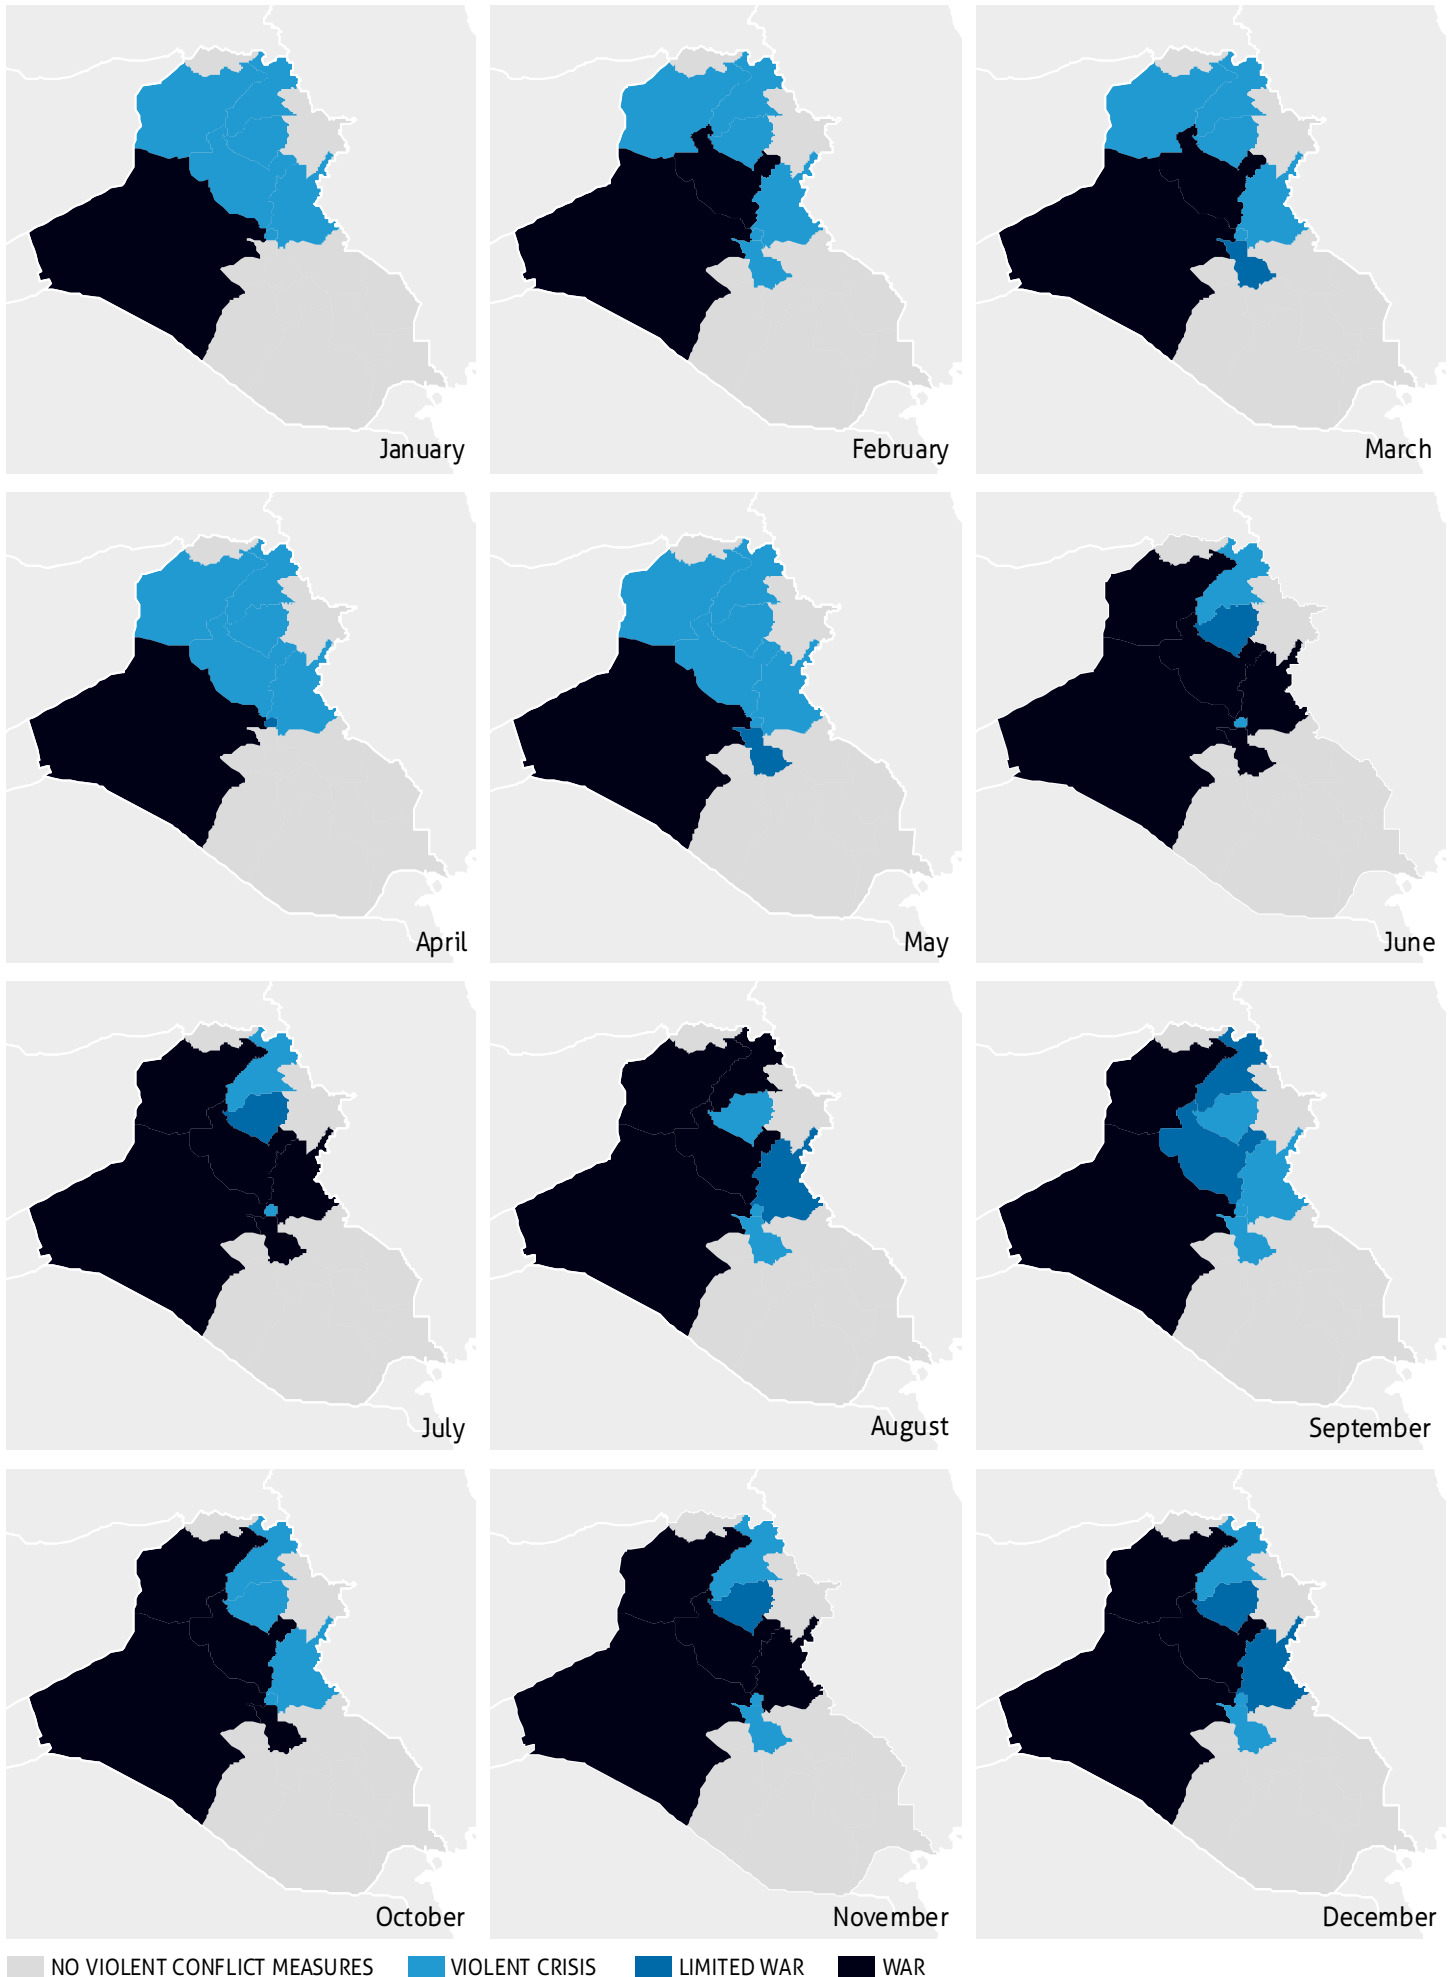 January
February
March
April
May
June
July
August
September
October
November
December
NO VIOLENT CONFLICT MEASURES VIOLENT CRISIS LIMITED WAR WAR